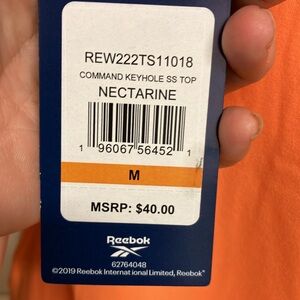 REW222TS11018
COMMAND KEYHOLE SS TOP
NECTARINE
1 96067 56452 1
M
MSRP: $40.00
Reebok
62764048
©2019 Reebok International Limited, Reebok™